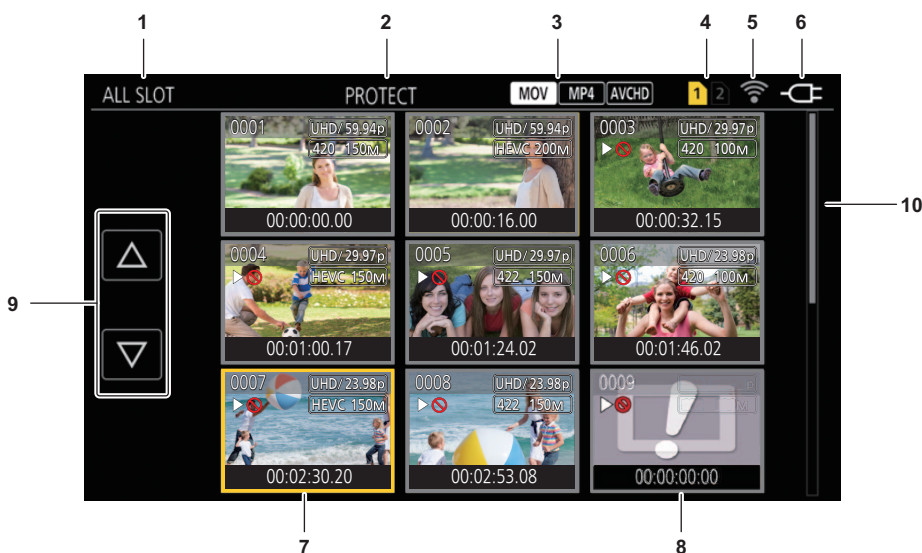 1 2 3 4 5 6
ALL SLOT PROTECT MOV MP4 AVCHD 1 2
0001 UHD/59.94p 0002 UHD/59.94p 0003 UHD/29.97p
420 150M HEVC 200M 420 100M
00:00:00.00 00:00:16.00 00:00:32.15
10
0004 UHD/29.97p 0005 UHD/29.97p 0006 UHD/23.98p
HEVC 150M 422 150M 420 100M
9
00:01:00.17 00:01:24.02 00:01:46.02
0007 UHD/23.98p 0008 UHD/23.98p 0009
HEVC 150M 422 150M
00:02:30.20 00:02:53.08 00:00:00:00
7 8